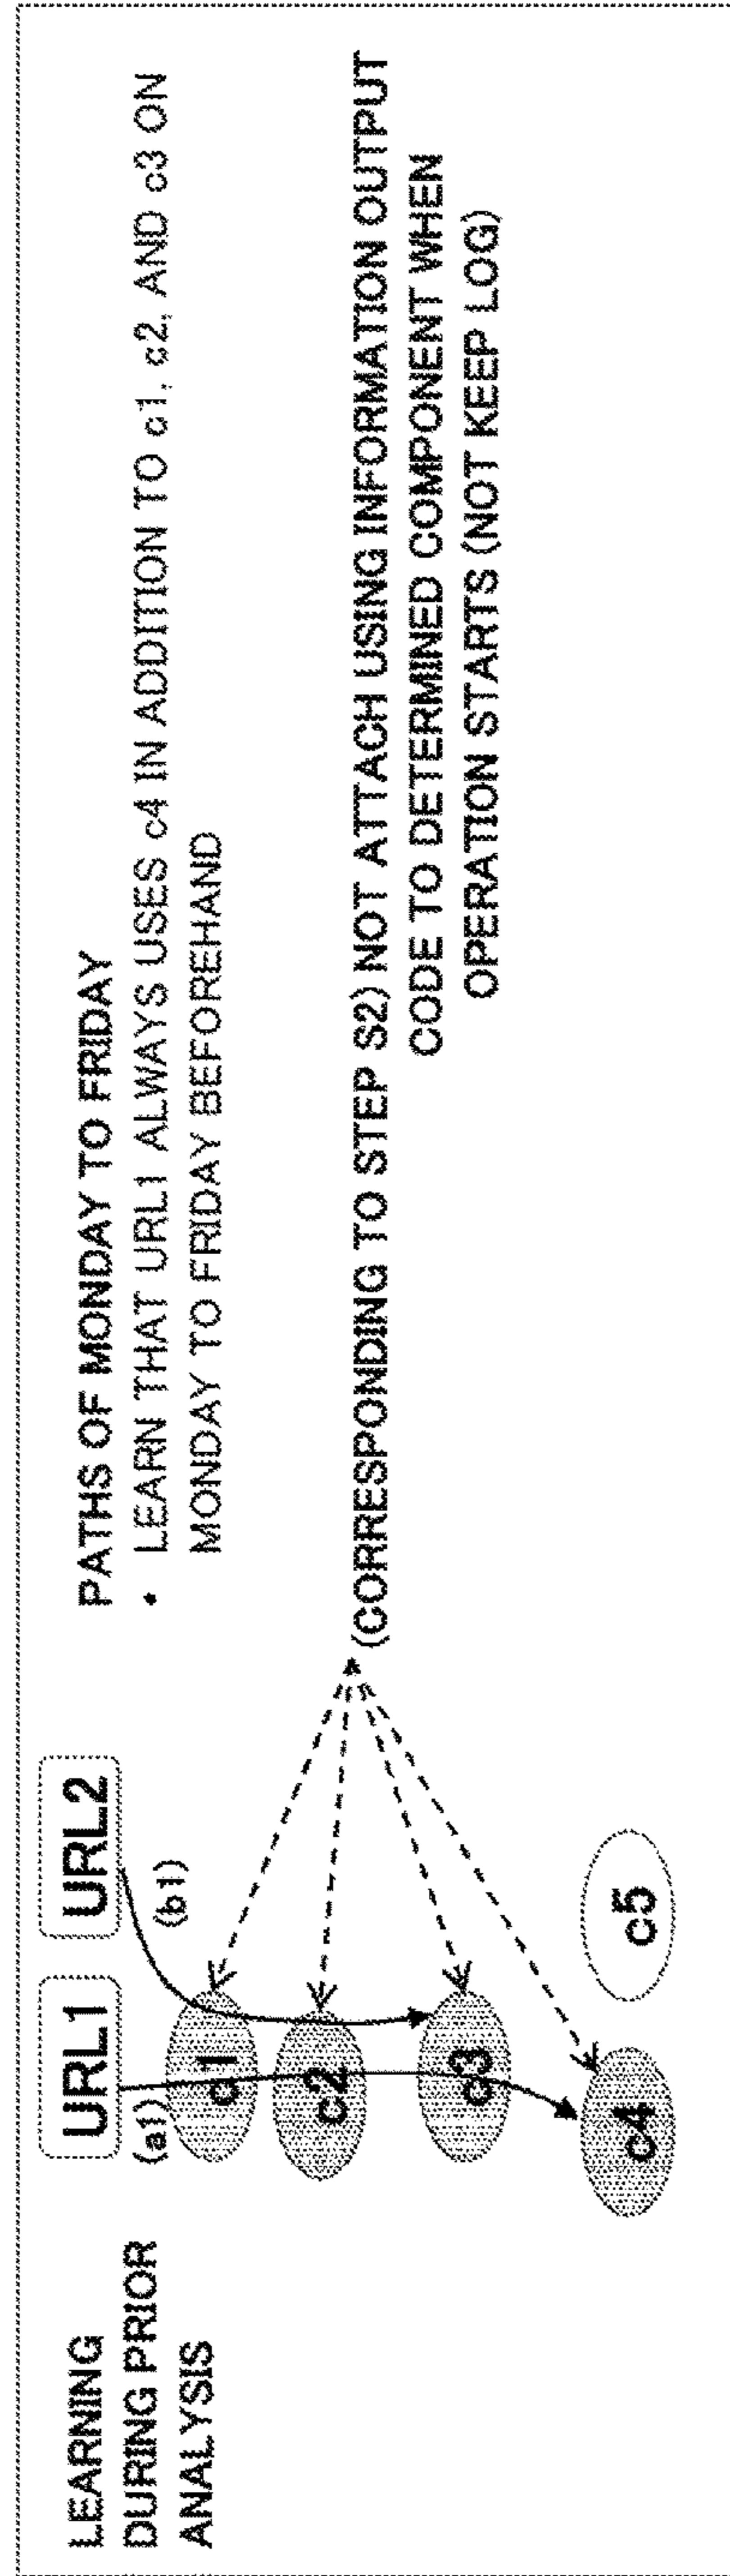 LEARNING
DURING PRIOR
ANALYSIS
URL1
URL2
(a1)
(b1)
c1
c2
c3
c4
c5
PATHS OF MONDAY TO FRIDAY
• LEARN THAT URL1 ALWAYS USES c4 IN ADDITION TO c1, c2, AND c3 ON
MONDAY TO FRIDAY BEFOREHAND
(CORRESPONDING TO STEP S2) NOT ATTACH USING INFORMATION OUTPUT
CODE TO DETERMINED COMPONENT WHEN
OPERATION STARTS (NOT KEEP LOG)